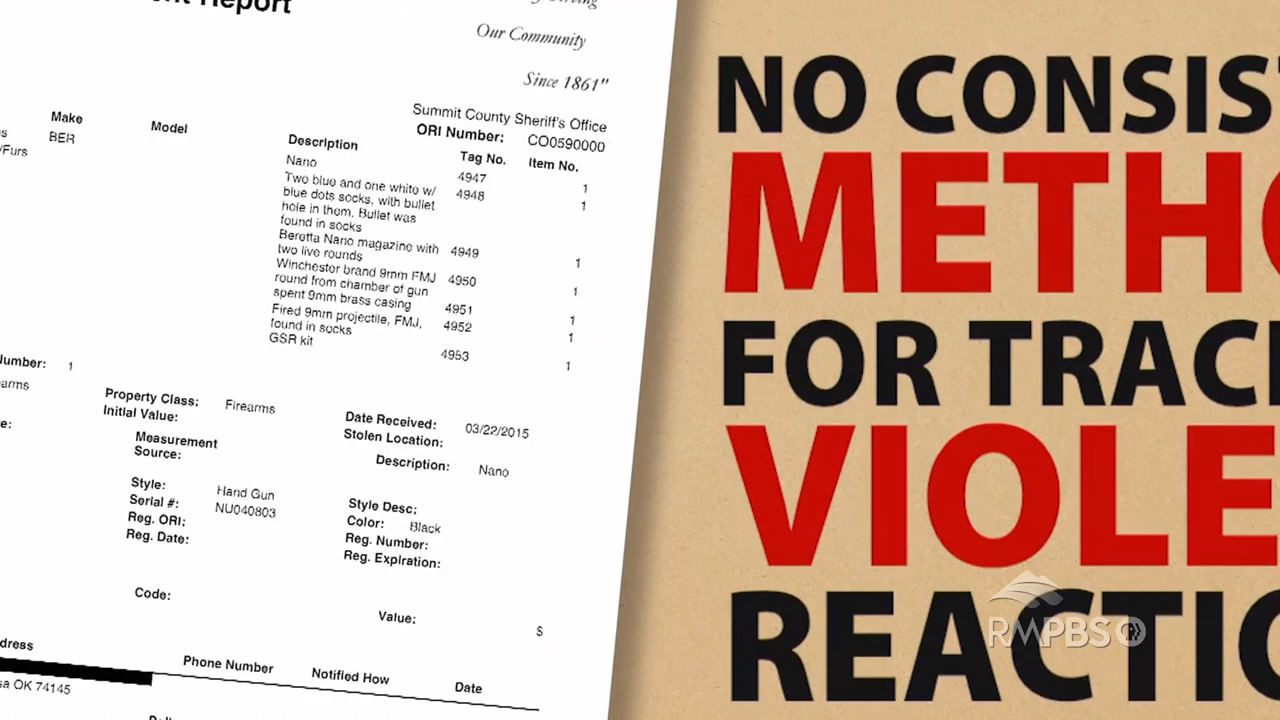 Report
Our Community
Since 1861"
Summit County Sheriff's Office
ORI Number: CO0590000
Make Model Description Tag No. Item No.
BER Nano 4947 1
/Furs
Two blue and one white w/ 4948 1
blue dots socks, with bullet
hole in them. Bullet was
found in socks
Beretta Nano magazine with 4949 1
two live rounds
Winchester brand 9mm FMJ 4950 1
round from chamber of gun
spent 9mm brass casing 4951 1
Fired 9mm projectile, FMJ, 4952 1
found in socks
GSR kit 4953 1
Number: 1
Property Class: Firearms Date Received: 03/22/2015
Initial Value: Stolen Location:
Measurement
Source:
Description: Nano
Style: Hand Gun Style Desc:
Serial #: NU040803 Color: Black
Reg. ORI: Reg. Number:
Reg. Date: Reg. Expiration:
Code: Value: $
Phone Number Notified How Date
OK 74145
NO CONSIST
METHO
FOR TRACK
VIOLE
REACTIO
RMPBS